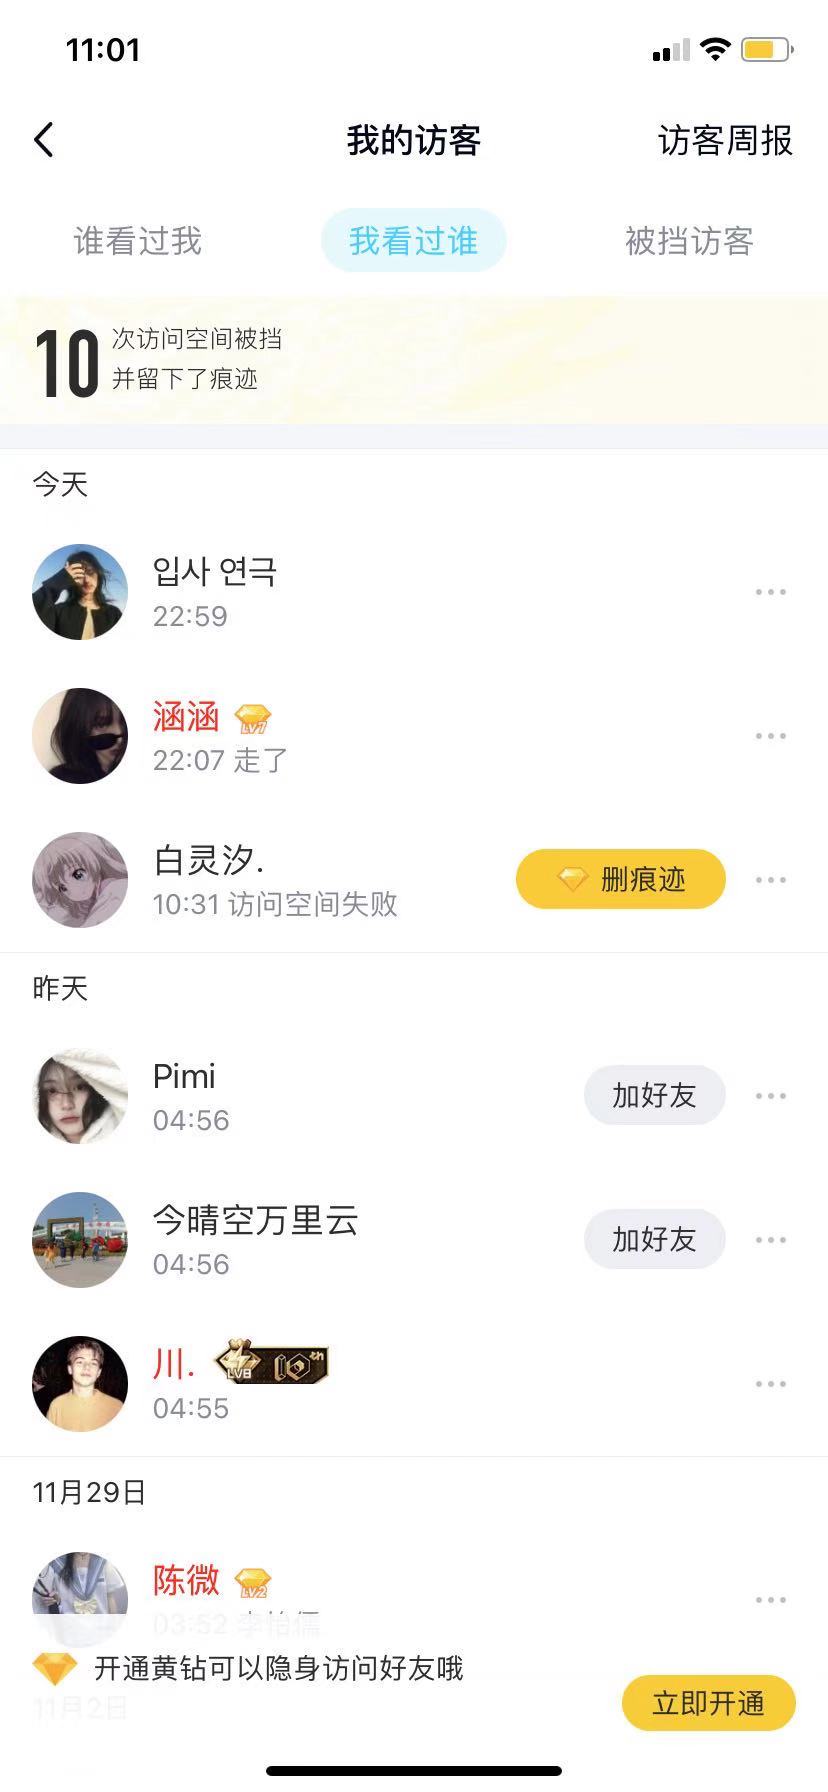 11:01
我的访客
访客周报
谁看过我
我看过谁
被挡访客
10
次访问空间被挡
并留下了痕迹
今天
입사 연극
22:59
涵涵 LV7
22:07 走了
白灵汐.
10:31 访问空间失败
删痕迹
昨天
Pimi
04:56
加好友
今晴空万里云
04:56
加好友
川. LV8 10th
04:55
11月29日
陈微 LV2
03:52 李怡儒
开通黄钻可以隐身访问好友哦
11月2日
立即开通